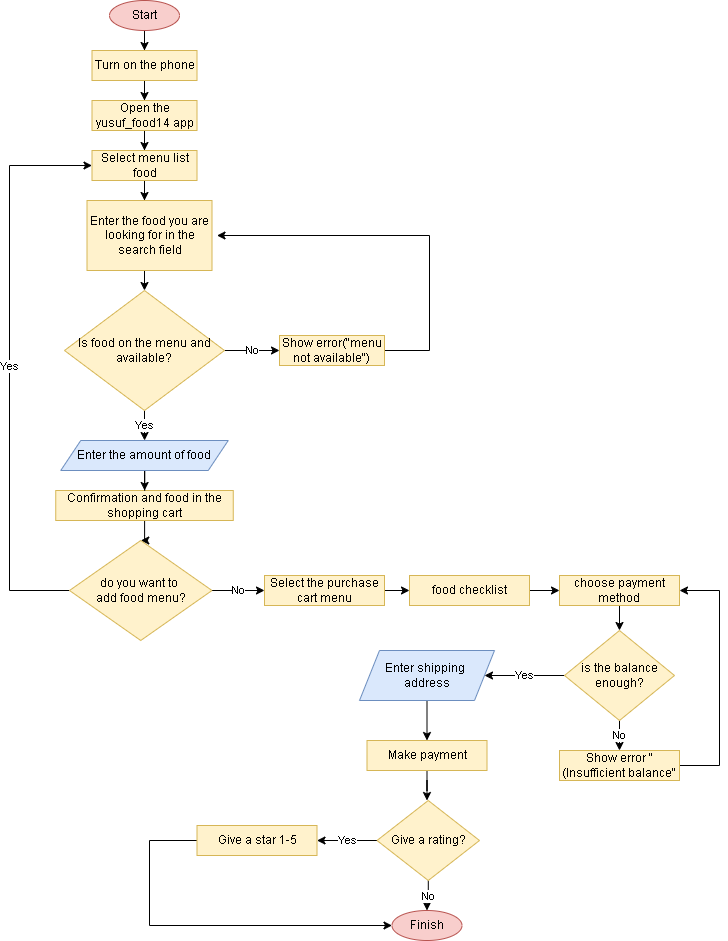 Start
Turn on the phone
Open the
yusuf_food14 app
Select menu list
food
Enter the food you are
looking for in the
search field
Is food on the menu and
available?
No
Show error("menu
not available")
Yes
Yes
Enter the amount of food
Confirmation and food in the
shopping cart
do you want to
add food menu?
No
Select the purchase
cart menu
food checklist
choose payment
method
is the balance
enough?
Yes
Enter shipping
address
No
Show error "
(Insufficient balance"
Make payment
Give a rating?
Yes
Give a star 1-5
No
Finish